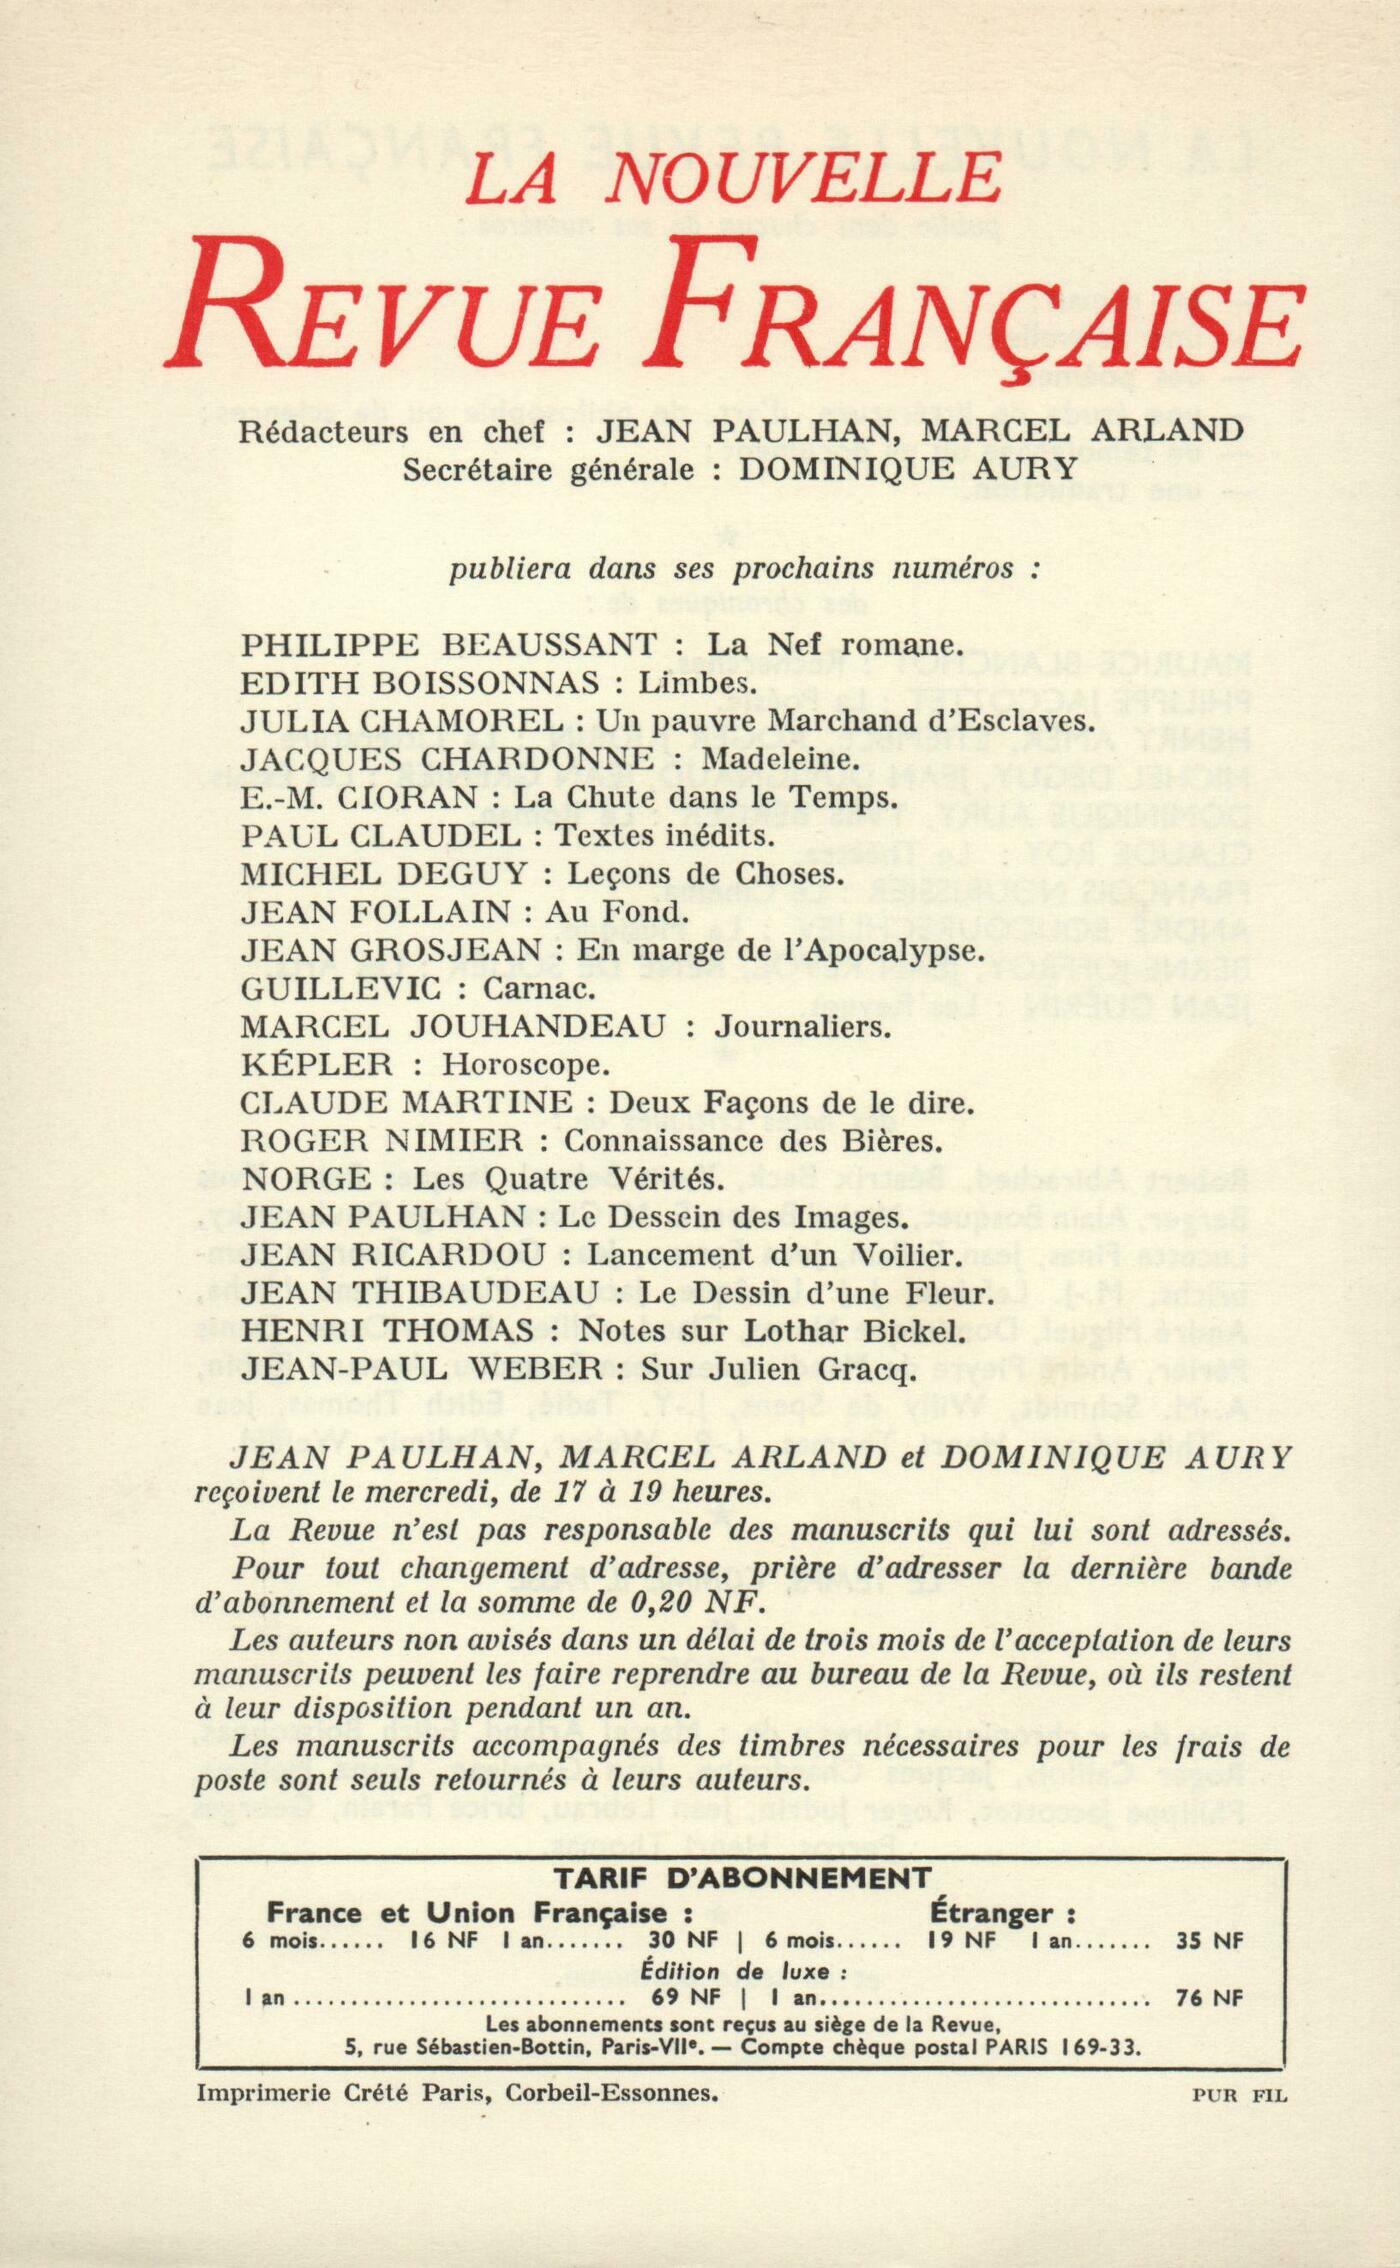 LA NOUVELLE
REVUE FRANÇAISE
Rédacteurs en chef : JEAN PAULHAN, MARCEL ARLAND
Secrétaire générale : DOMINIQUE AURY
publiera dans ses prochains numéros :
PHILIPPE BEAUSSANT : La Nef romane.
EDITH BOISSONNAS : Limbes.
JULIA CHAMOREL : Un pauvre Marchand d'Esclaves.
JACQUES CHARDONNE : Madeleine.
E.-M. CIORAN : La Chute dans le Temps.
PAUL CLAUDEL : Textes inédits.
MICHEL DEGUY : Leçons de Choses.
JEAN FOLLAIN : Au Fond.
JEAN GROSJEAN : En marge de l'Apocalypse.
GUILLEVIC : Carnac.
MARCEL JOUHANDEAU : Journaliers.
KÉPLER : Horoscope.
CLAUDE MARTINE : Deux Façons de le dire.
ROGER NIMIER : Connaissance des Bières.
NORGE : Les Quatre Vérités.
JEAN PAULHAN : Le Dessein des Images.
JEAN RICARDOU : Lancement d'un Voilier.
JEAN THIBAUDEAU : Le Dessin d'une Fleur.
HENRI THOMAS : Notes sur Lothar Bickel.
JEAN-PAUL WEBER : Sur Julien Gracq.
JEAN PAULHAN, MARCEL ARLAND et DOMINIQUE AURY
reçoivent le mercredi, de 17 à 19 heures.
La Revue n'est pas responsable des manuscrits qui lui sont adressés.
Pour tout changement d'adresse, prière d'adresser la dernière bande
d'abonnement et la somme de 0,20 NF.
Les auteurs non avisés dans un délai de trois mois de l'acceptation de leurs
manuscrits peuvent les faire reprendre au bureau de la Revue, où ils restent
à leur disposition pendant un an.
Les manuscrits accompagnés des timbres nécessaires pour les frais de
poste sont seuls retournés à leurs auteurs.
TARIF D'ABONNEMENT
France et Union Française : Étranger :
6 mois...... 16 NF 1 an....... 30 NF | 6 mois...... 19 NF 1 an....... 35 NF
Édition de luxe :
1 an ............................. 69 NF | 1 an............................. 76 NF
Les abonnements sont reçus au siège de la Revue,
5, rue Sébastien-Bottin, Paris-VIIe. — Compte chèque postal PARIS 169-33.
Imprimerie Crété Paris, Corbeil-Essonnes. PUR FIL